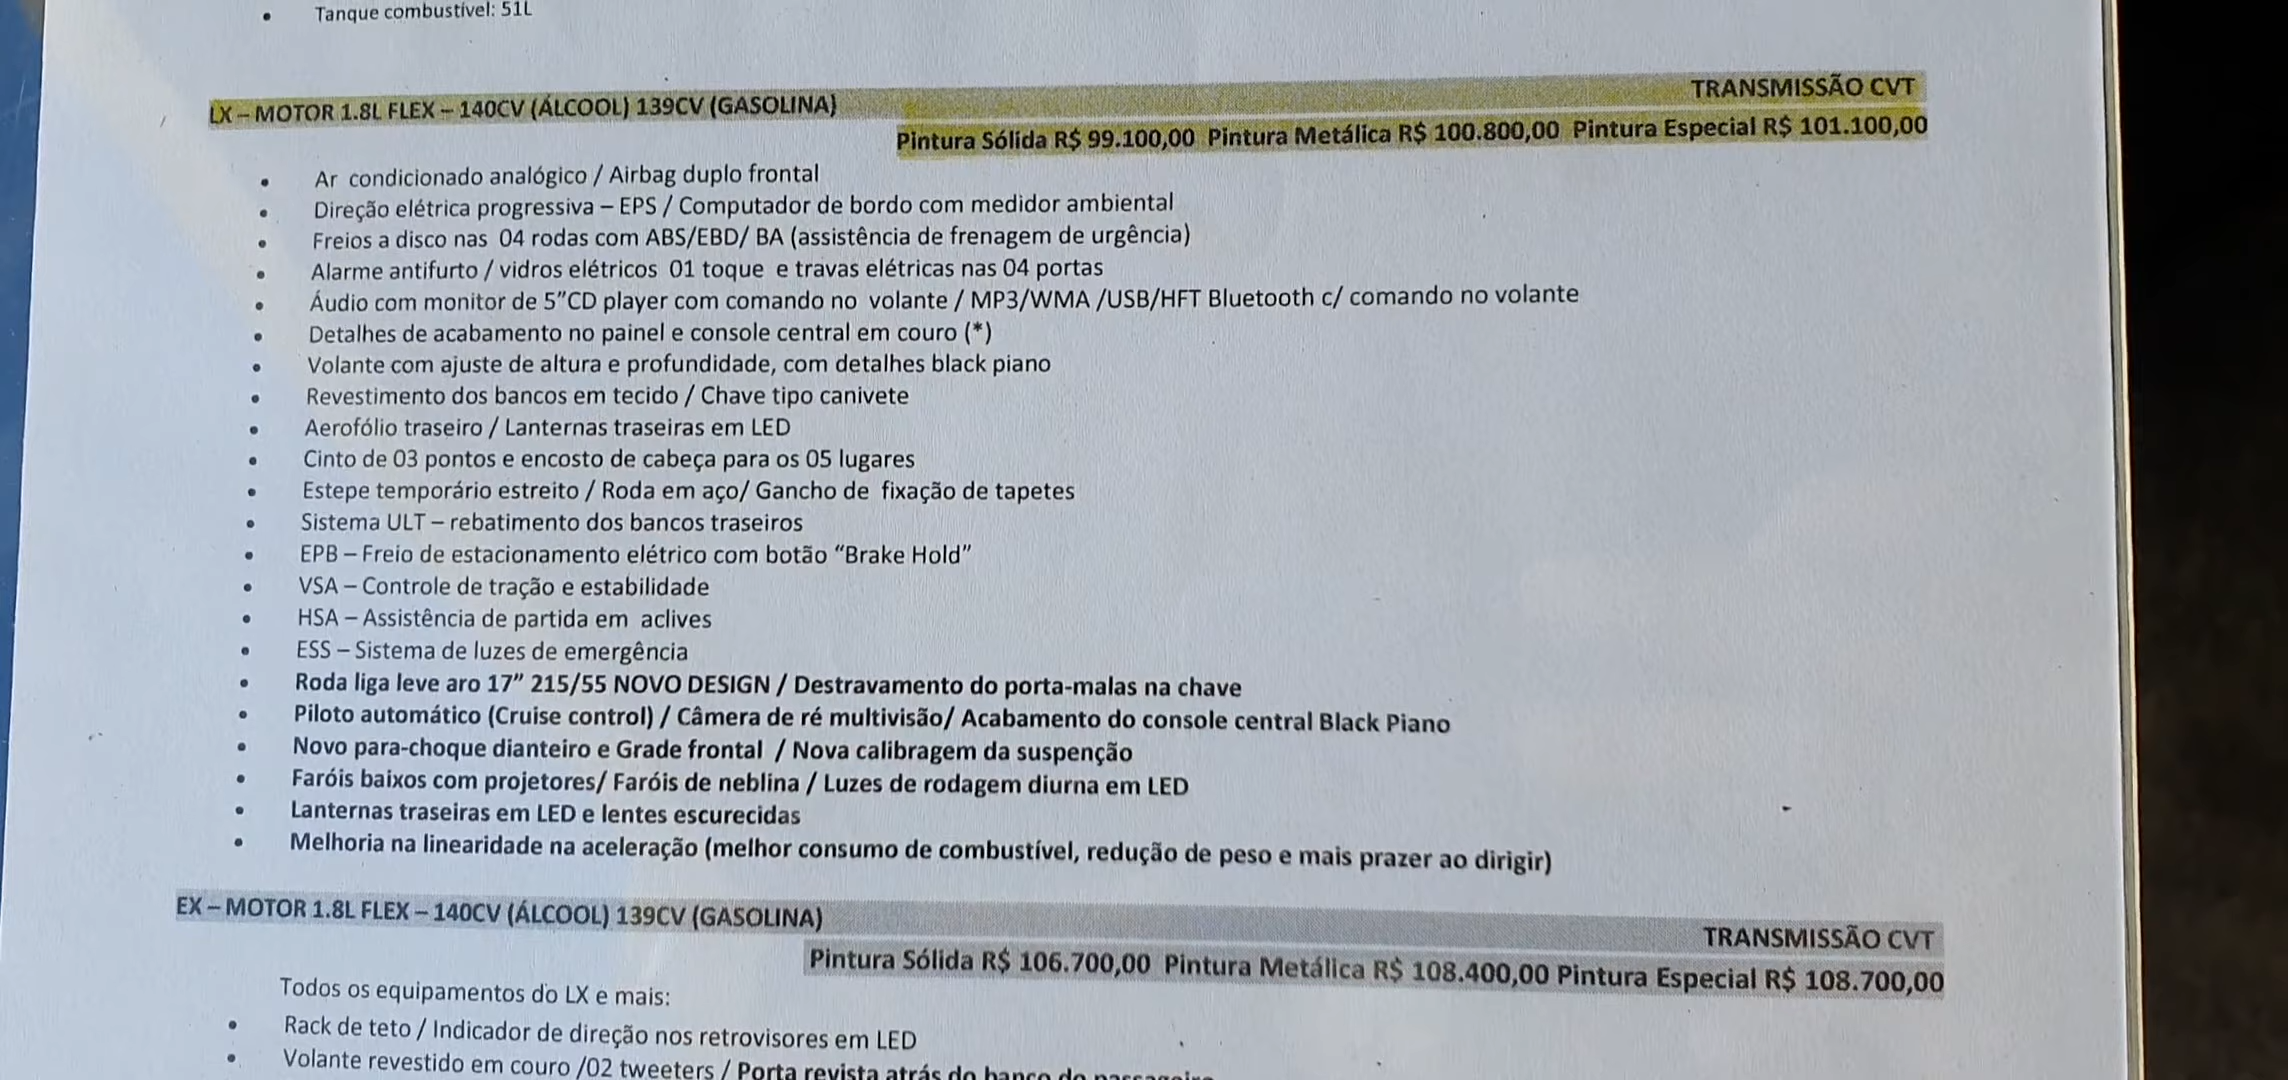 • Tanque combustível: 51L
LX – MOTOR 1.8L FLEX – 140CV (ÁLCOOL) 139CV (GASOLINA) TRANSMISSÃO CVT
Pintura Sólida R$ 99.100,00 Pintura Metálica R$ 100.800,00 Pintura Especial R$ 101.100,00
• Ar condicionado analógico / Airbag duplo frontal
• Direção elétrica progressiva – EPS / Computador de bordo com medidor ambiental
• Freios a disco nas 04 rodas com ABS/EBD/ BA (assistência de frenagem de urgência)
• Alarme antifurto / vidros elétricos 01 toque e travas elétricas nas 04 portas
• Áudio com monitor de 5"CD player com comando no volante / MP3/WMA /USB/HFT Bluetooth c/ comando no volante
• Detalhes de acabamento no painel e console central em couro (*)
• Volante com ajuste de altura e profundidade, com detalhes black piano
• Revestimento dos bancos em tecido / Chave tipo canivete
• Aerofólio traseiro / Lanternas traseiras em LED
• Cinto de 03 pontos e encosto de cabeça para os 05 lugares
• Estepe temporário estreito / Roda em aço/ Gancho de fixação de tapetes
• Sistema ULT – rebatimento dos bancos traseiros
• EPB – Freio de estacionamento elétrico com botão “Brake Hold”
• VSA – Controle de tração e estabilidade
• HSA – Assistência de partida em aclives
• ESS – Sistema de luzes de emergência
• Roda liga leve aro 17” 215/55 NOVO DESIGN / Destravamento do porta-malas na chave
• Piloto automático (Cruise control) / Câmera de ré multivisão/ Acabamento do console central Black Piano
• Novo para-choque dianteiro e Grade frontal / Nova calibragem da suspenção
• Faróis baixos com projetores/ Faróis de neblina / Luzes de rodagem diurna em LED
• Lanternas traseiras em LED e lentes escurecidas
• Melhoria na linearidade na aceleração (melhor consumo de combustível, redução de peso e mais prazer ao dirigir)
EX – MOTOR 1.8L FLEX – 140CV (ÁLCOOL) 139CV (GASOLINA) TRANSMISSÃO CVT
Pintura Sólida R$ 106.700,00 Pintura Metálica R$ 108.400,00 Pintura Especial R$ 108.700,00
Todos os equipamentos do LX e mais:
• Rack de teto / Indicador de direção nos retrovisores em LED
• Volante revestido em couro /02 tweeters / Porta revista atrás do banco do passageiro